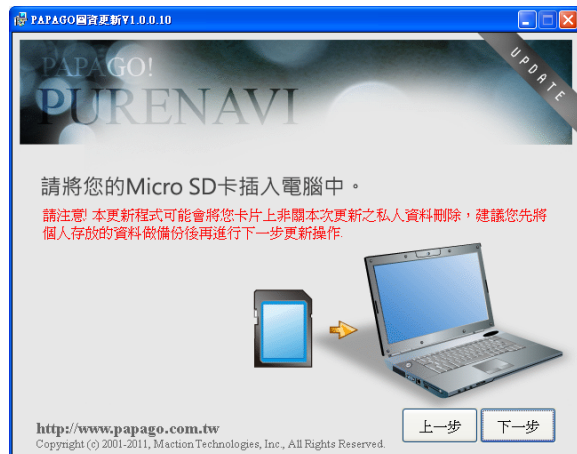 PAPAGO圖資更新V1.0.0.10
UPDATE
PAPAGO!
PURENAVI
請將您的Micro SD卡插入電腦中。
請注意! 本更新程式可能會將您卡片上非關本次更新之私人資料刪除，建議您先將
個人存放的資料做備份後再進行下一步更新操作.
http://www.papago.com.tw
Copyright (c) 2001-2011, Maction Technologies, Inc., All Rights Reserved.
上一步
下一步